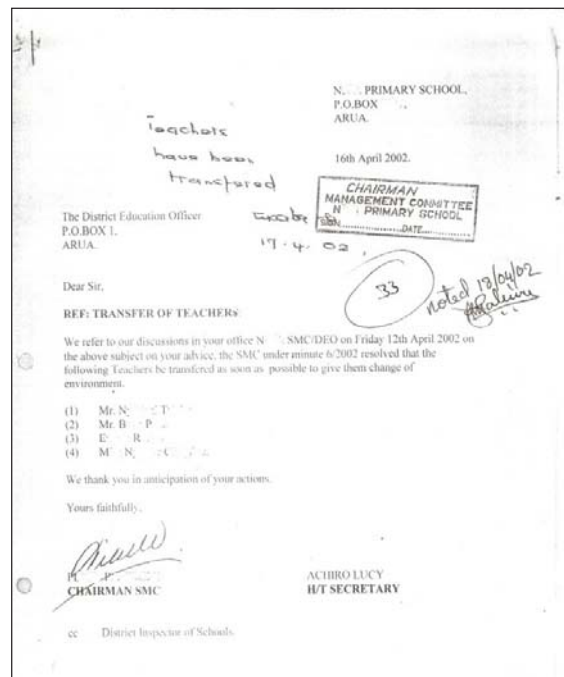 N. PRIMARY SCHOOL,
P.O.BOX
ARUA.
Teachers
have been
transfered
16th April 2002.
CHAIRMAN
MANAGEMENT COMMITTEE
N PRIMARY SCHOOL
SIGN..................DATE..................
The District Education Officer
P.O.BOX 1,
ARUA.
17.4.02,
33
noted 18/04/02
Dear Sir,
REF: TRANSFER OF TEACHERS
We refer to our discussions in your office N SMC/DEO on Friday 12th April 2002 on
the above subject on your advice, the SMC under minute 6/2002 resolved that the
following Teachers be transfered as soon as possible to give them change of
environment.
(1) Mr. N T
(2) Mr. B P
(3) E R
(4) M N C
We thank you in anticipation of your actions.
Yours faithfully,
P
CHAIRMAN SMC
ACHIRO LUCY
H/T SECRETARY
cc District Inspector of Schools.